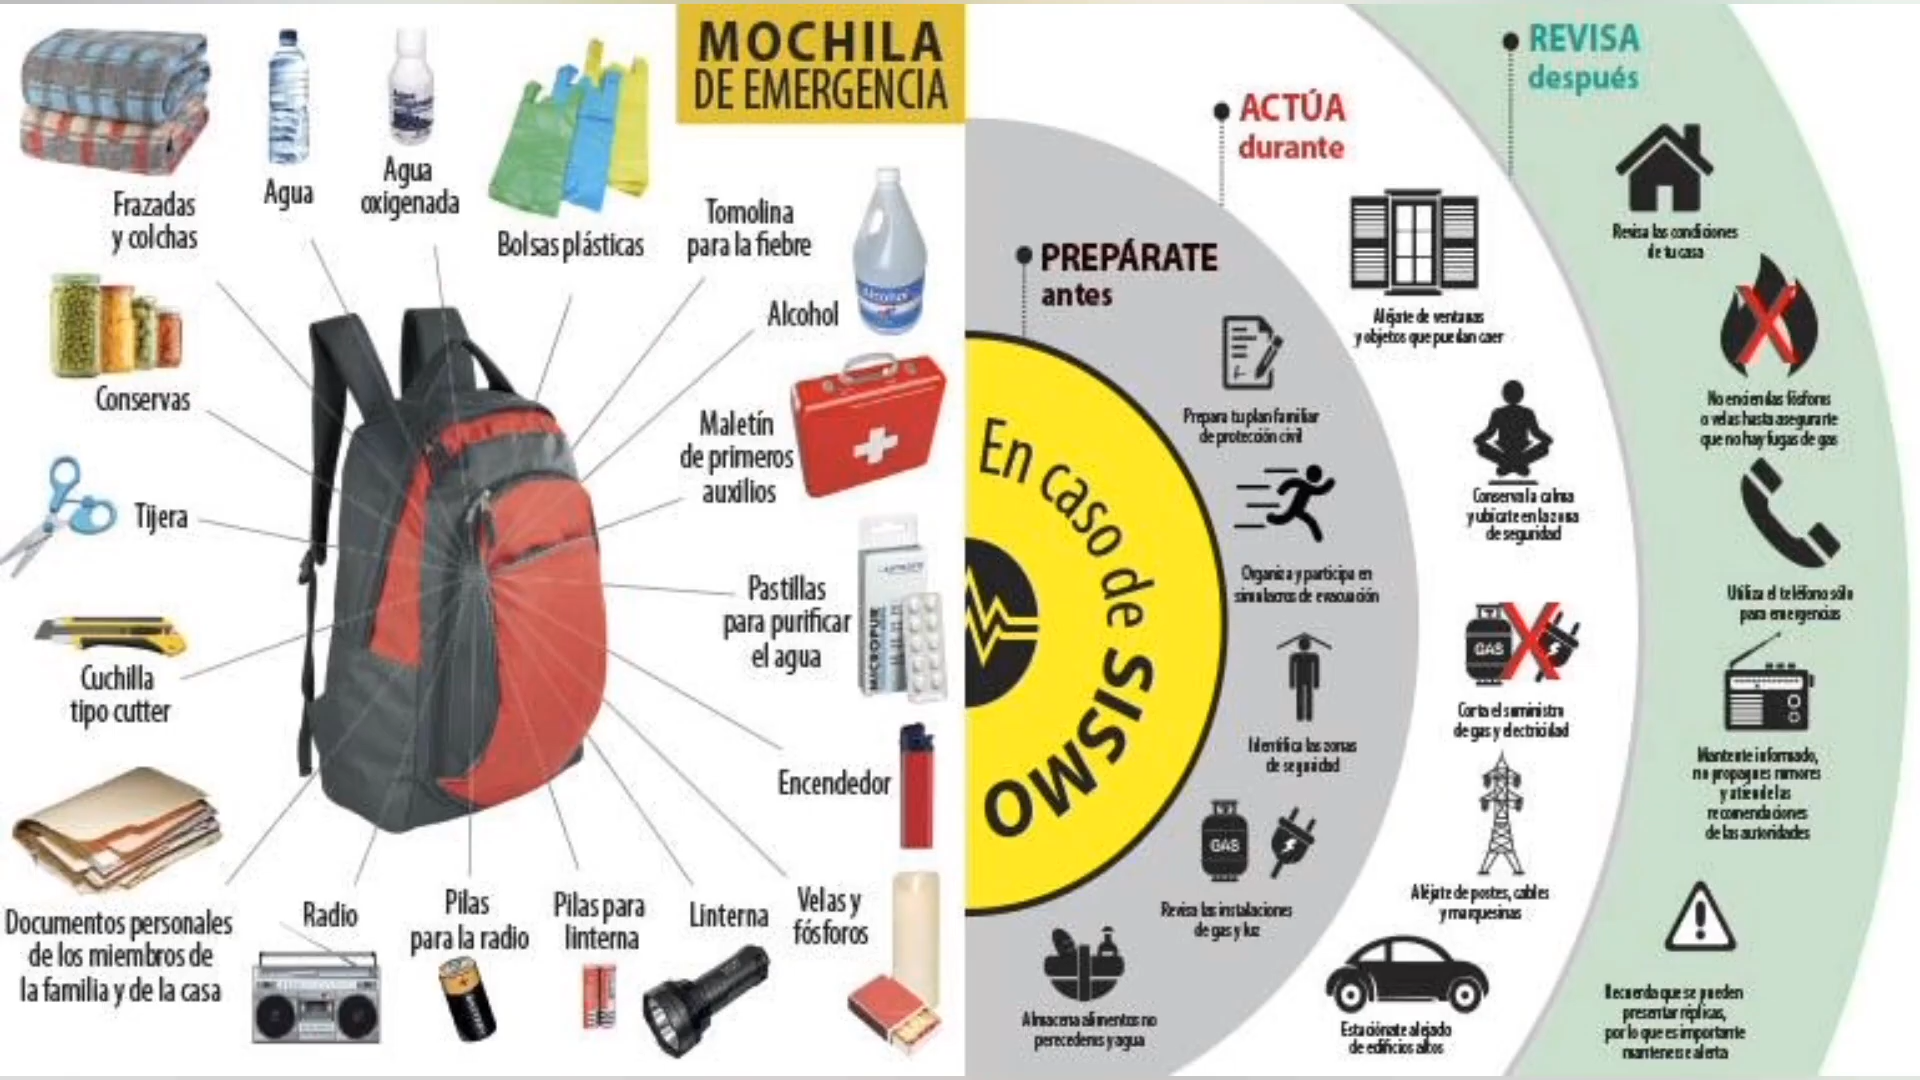 MOCHILA
DE EMERGENCIA
Frazadas
y colchas
Agua
Agua
oxigenada
Bolsas plásticas
Tomolina
para la fiebre
Alcohol
Alcohol
Conservas
Maletín
de primeros
auxilios
Tijera
Pastillas
para purificar
el agua
MICROPUR
Cuchilla
tipo cutter
Encendedor
Documentos personales
de los miembros de
la familia y de la casa
Radio
Pilas
para la radio
Pilas para
linterna
Linterna
Velas y
fósforos
En caso de SISMO
PREPÁRATE
antes
Prepara tu plan familiar
de protección civil
Organiza y participa en
simulacros de evacuación
Identifica las zonas
de seguridad
GAS
Revisa las instalaciones
de gas y luz
Almacena alimentos no
perecederos y agua
ACTÚA
durante
Aléjate de ventanas
y objetos que puedan caer
Conserva la calma
y ubícate en la zona
de seguridad
GAS
Corta el suministro
de gas y electricidad
Aléjate de postes, cables
y marquesinas
Estaciónate alejado
de edificios altos
REVISA
después
Revisa las condiciones
de tu casa
No enciendas fósforos
o velas hasta asegurarte
que no hay fugas de gas
Utiliza el teléfono sólo
para emergencias
Mantente informado,
no propagues rumores
y atiende las
recomendaciones
de las autoridades
Recuerda que se pueden
presentar réplicas,
por lo que es importante
mantenerse alerta